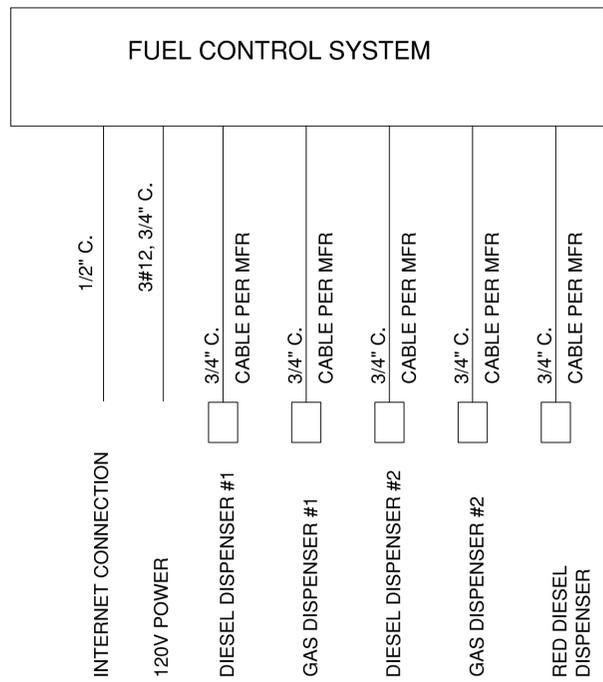 FUEL CONTROL SYSTEM
1/2" C.
3#12, 3/4" C.
3/4" C.
CABLE PER MFR
3/4" C.
CABLE PER MFR
3/4" C.
CABLE PER MFR
3/4" C.
CABLE PER MFR
3/4" C.
CABLE PER MFR
INTERNET CONNECTION
120V POWER
DIESEL DISPENSER #1
GAS DISPENSER #1
DIESEL DISPENSER #2
GAS DISPENSER #2
RED DIESEL
DISPENSER